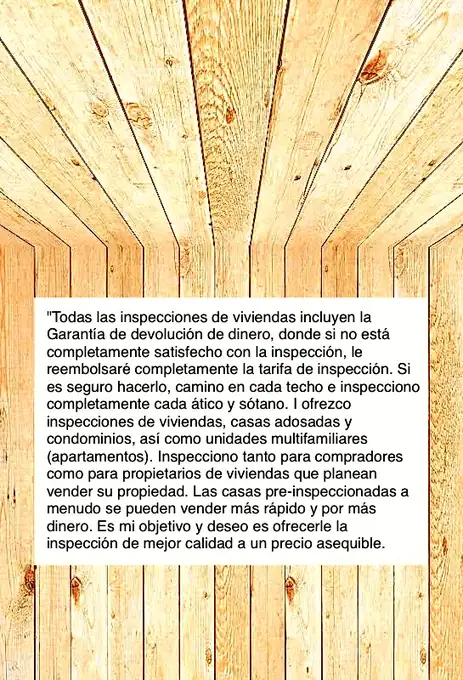 "Todas las inspecciones de viviendas incluyen la
Garantía de devolución de dinero, donde si no está
completamente satisfecho con la inspección, le
reembolsaré completamente la tarifa de inspección. Si
es seguro hacerlo, camino en cada techo e inspecciono
completamente cada ático y sótano. I ofrezco
inspecciones de viviendas, casas adosadas y
condominios, así como unidades multifamiliares
(apartamentos). Inspecciono tanto para compradores
como para propietarios de viviendas que planean
vender su propiedad. Las casas pre-inspeccionadas a
menudo se pueden vender más rápido y por más
dinero. Es mi objetivo y deseo es ofrecerle la
inspección de mejor calidad a un precio asequible.